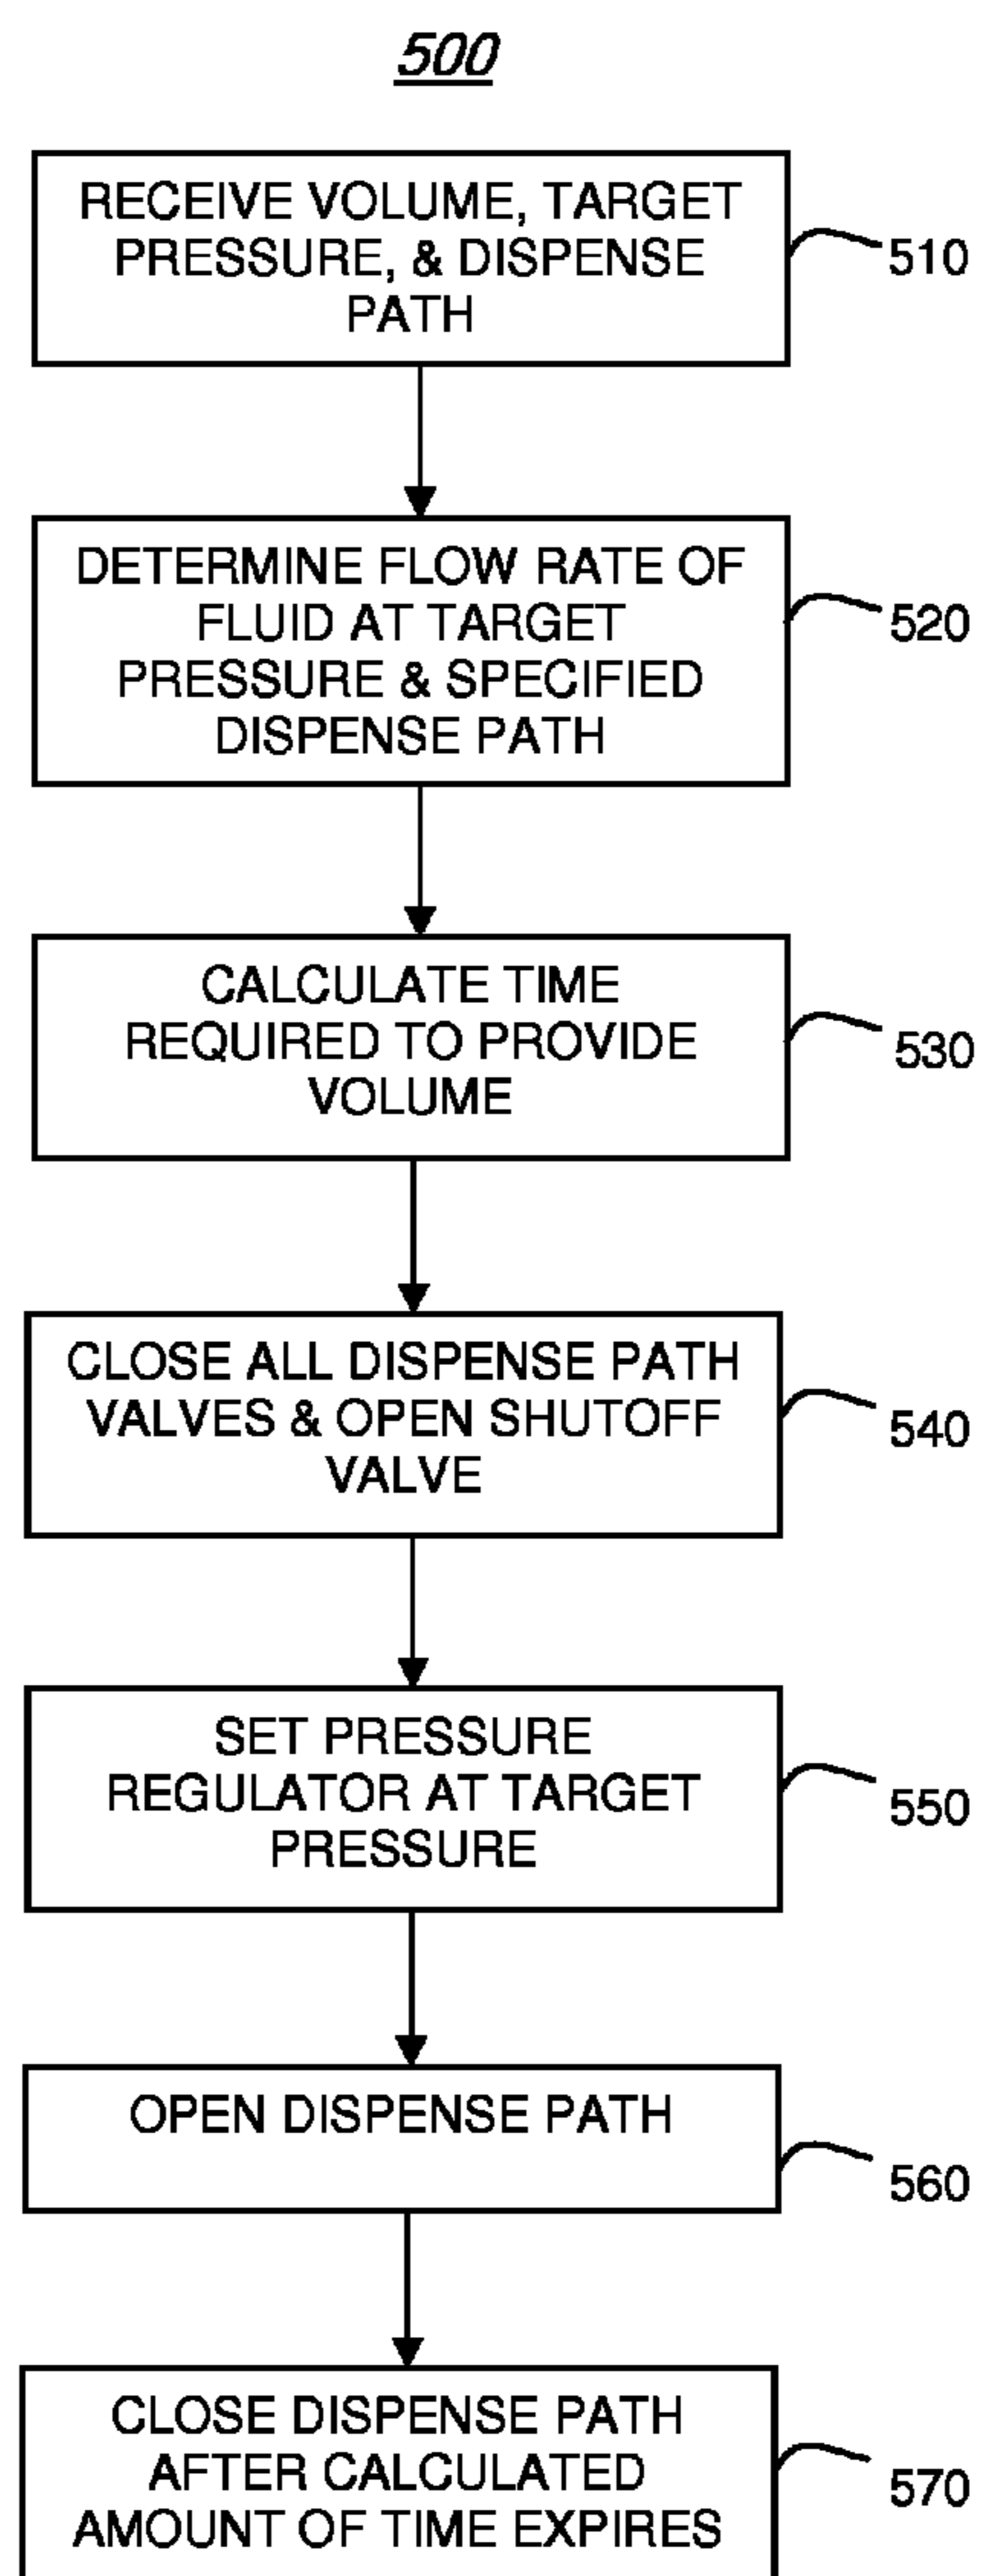 500
RECEIVE VOLUME, TARGET
PRESSURE, & DISPENSE
PATH
510
DETERMINE FLOW RATE OF
FLUID AT TARGET
PRESSURE & SPECIFIED
DISPENSE PATH
520
CALCULATE TIME
REQUIRED TO PROVIDE
VOLUME
530
CLOSE ALL DISPENSE PATH
VALVES & OPEN SHUTOFF
VALVE
540
SET PRESSURE
REGULATOR AT TARGET
PRESSURE
550
OPEN DISPENSE PATH
560
CLOSE DISPENSE PATH
AFTER CALCULATED
AMOUNT OF TIME EXPIRES
570